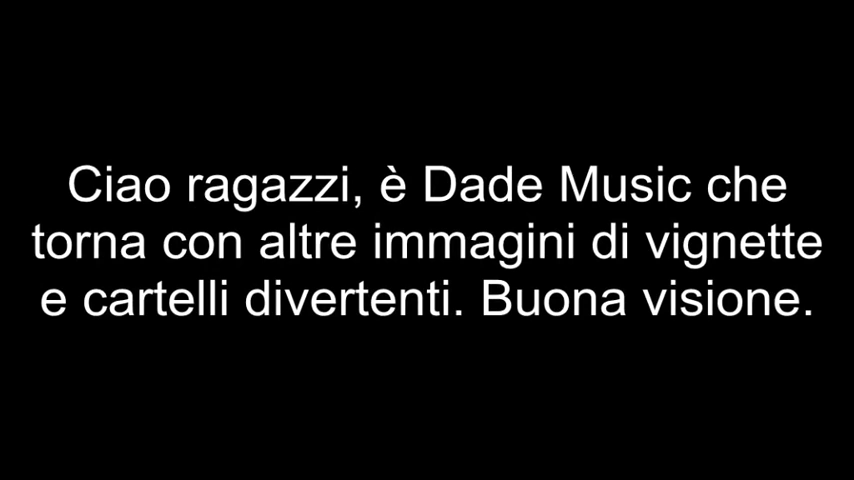 Ciao ragazzi, è Dade Music che
torna con altre immagini di vignette
e cartelli divertenti. Buona visione.